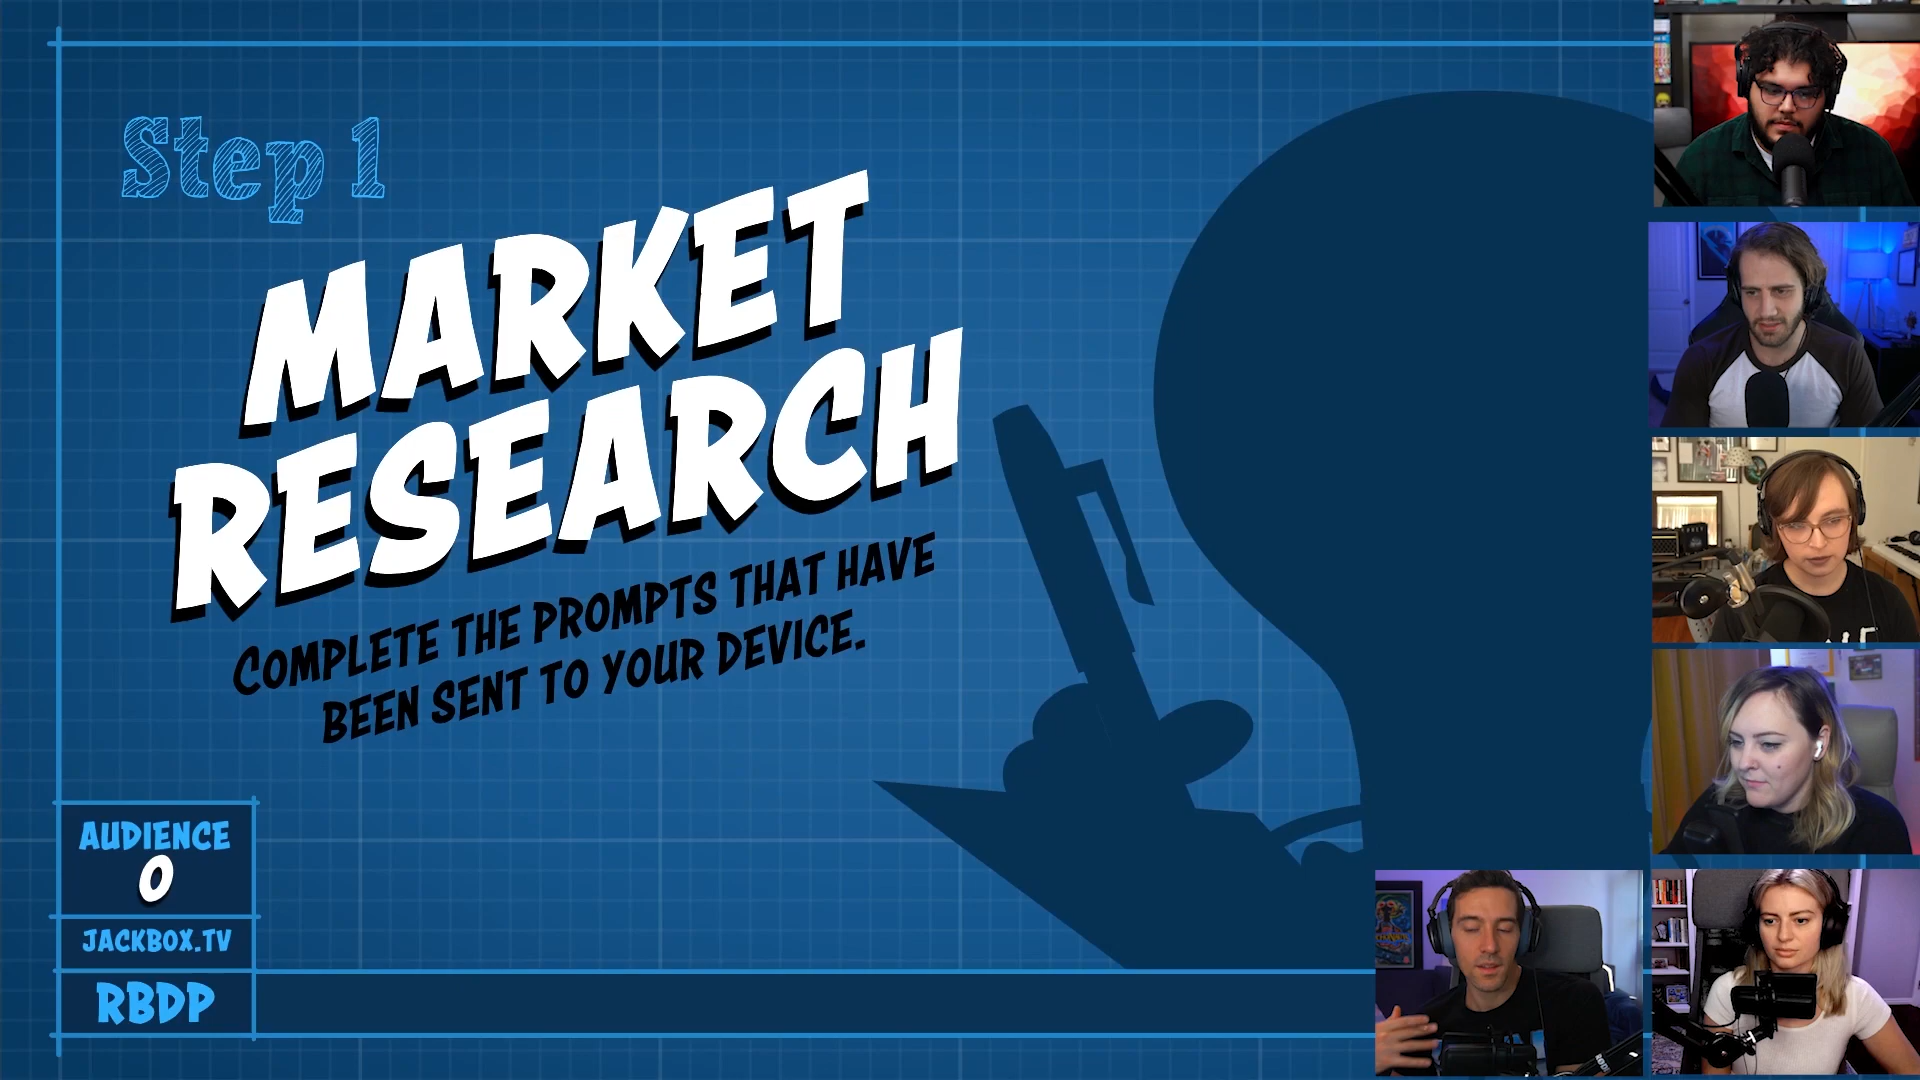 Step 1
MARKET
RESEARCH
COMPLETE THE PROMPTS THAT HAVE
BEEN SENT TO YOUR DEVICE.
AUDIENCE
0
JACKBOX.TV
RBDP